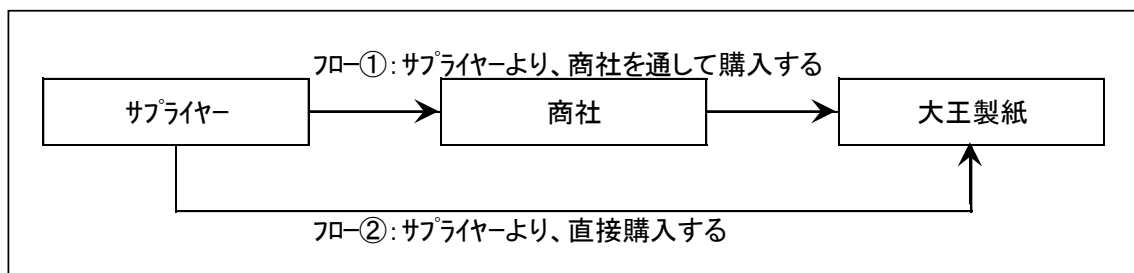 フロー①:サプライヤーより、商社を通して購入する
サプライヤー
商社
大王製紙
フロー②:サプライヤーより、直接購入する